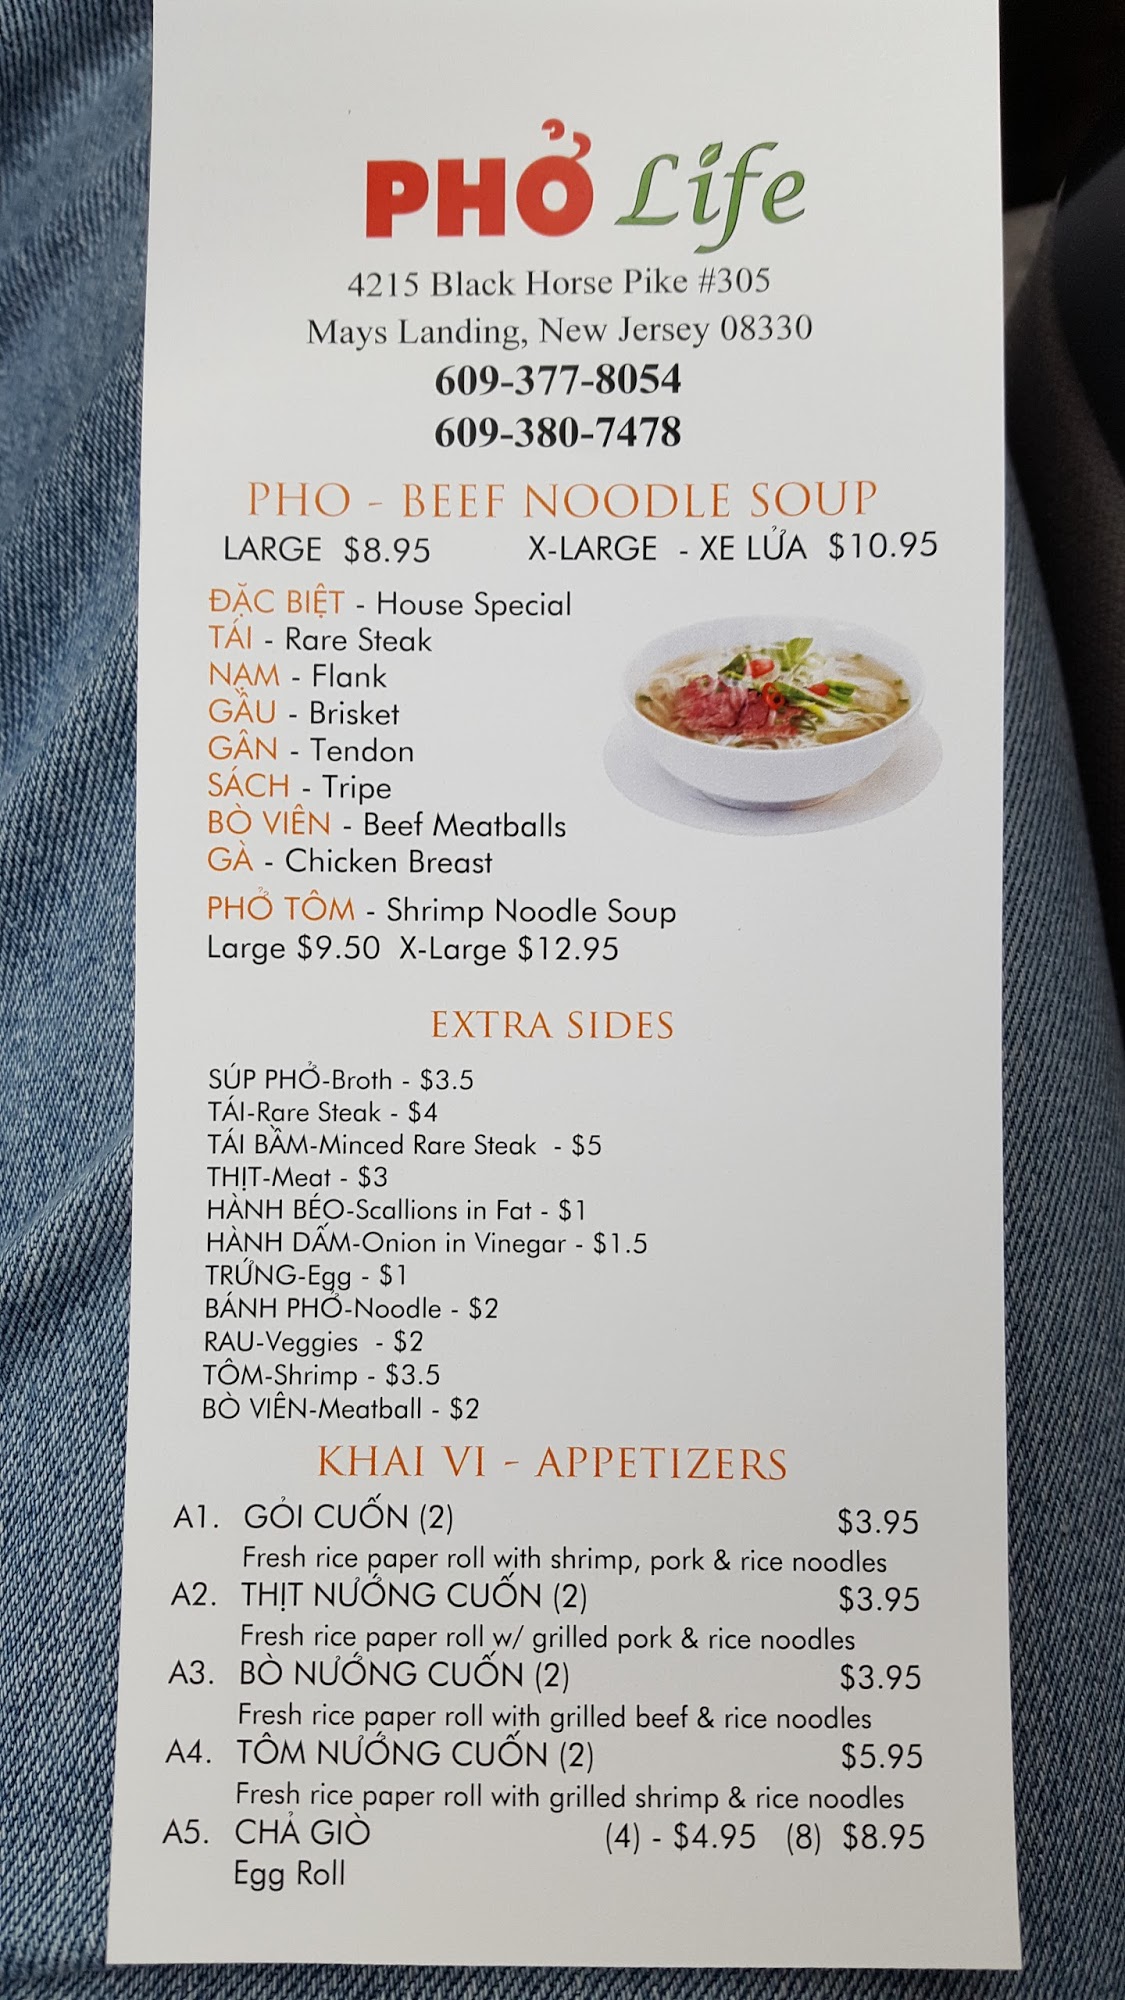 PHỞ Life
4215 Black Horse Pike #305
Mays Landing, New Jersey 08330
609-377-8054
609-380-7478
PHO - BEEF NOODLE SOUP
LARGE $8.95 X-LARGE - XE LỬA $10.95
ĐẶC BIỆT - House Special
TÁI - Rare Steak
NẠM - Flank
GẦU - Brisket
GÂN - Tendon
SÁCH - Tripe
BÒ VIÊN - Beef Meatballs
GÀ - Chicken Breast
PHỞ TÔM - Shrimp Noodle Soup
Large $9.50 X-Large $12.95
EXTRA SIDES
SÚP PHỞ-Broth - $3.5
TÁI-Rare Steak - $4
TÁI BẦM-Minced Rare Steak - $5
THỊT-Meat - $3
HÀNH BÉO-Scallions in Fat - $1
HÀNH DẤM-Onion in Vinegar - $1.5
TRỨNG-Egg - $1
BÁNH PHỞ-Noodle - $2
RAU-Veggies - $2
TÔM-Shrimp - $3.5
BÒ VIÊN-Meatball - $2
KHAI VI - APPETIZERS
A1. GỎI CUỐN (2) $3.95
Fresh rice paper roll with shrimp, pork & rice noodles
A2. THỊT NƯỚNG CUỐN (2) $3.95
Fresh rice paper roll w/ grilled pork & rice noodles
A3. BÒ NƯỚNG CUỐN (2) $3.95
Fresh rice paper roll with grilled beef & rice noodles
A4. TÔM NƯỚNG CUỐN (2) $5.95
Fresh rice paper roll with grilled shrimp & rice noodles
A5. CHẢ GIÒ (4) - $4.95 (8) $8.95
Egg Roll